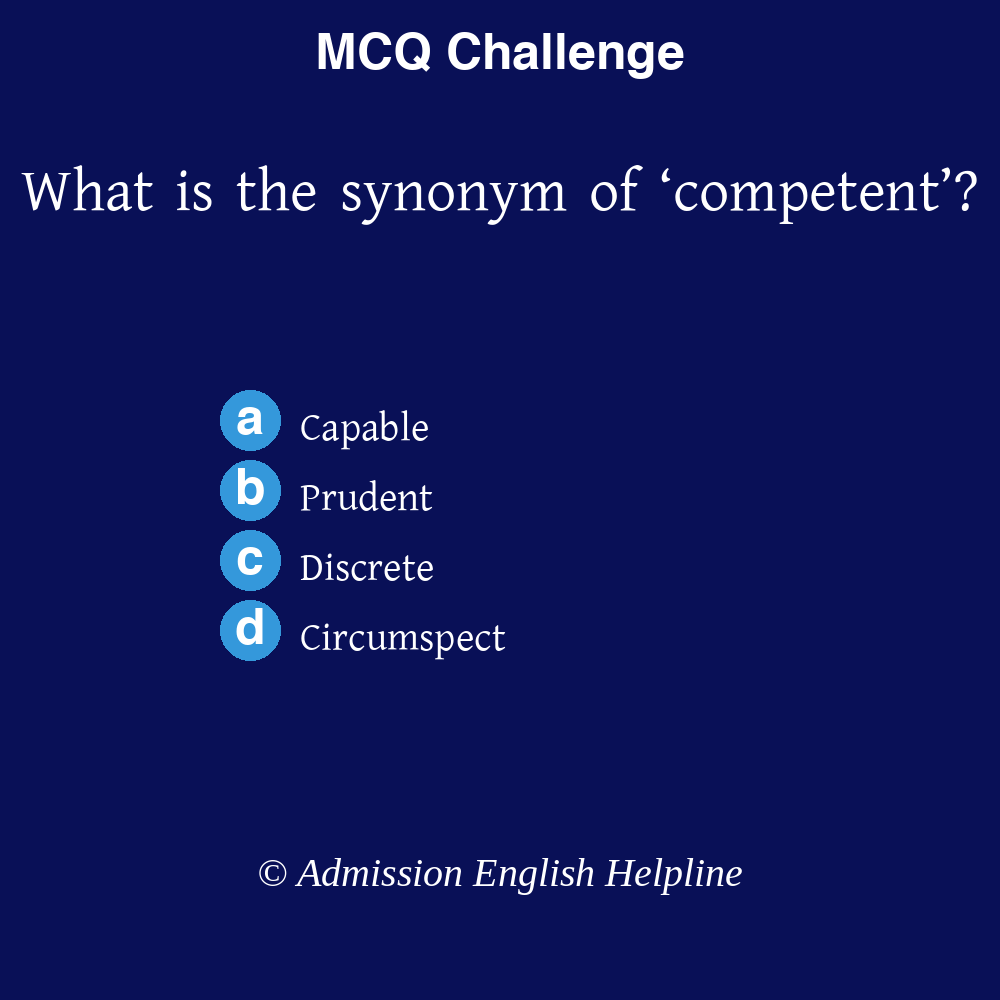 MCQ Challenge
What is the synonym of ‘competent’?
a Capable
b Prudent
c Discrete
d Circumspect
© Admission English Helpline